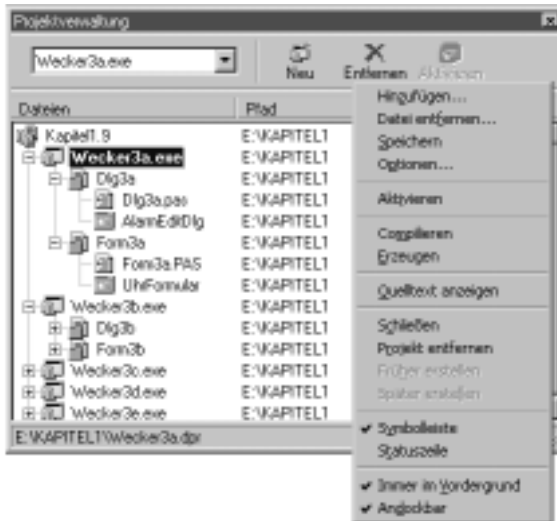 Projektverwaltung
Wecker3a.exe
Neu
Entfernen
Aktivieren
Dateien Pfad
Kapitel1.9 E:\KAPITEL1
Wecker3a.exe E:\KAPITEL1
Dlg3a E:\KAPITEL1
Dlg3a.pas E:\KAPITEL1
AlarmEditDlg E:\KAPITEL1
Form3a E:\KAPITEL1
Form3a.PAS E:\KAPITEL1
UhrFormular E:\KAPITEL1
Wecker3b.exe E:\KAPITEL1
Dlg3b E:\KAPITEL1
Form3b E:\KAPITEL1
Wecker3c.exe E:\KAPITEL1
Wecker3d.exe E:\KAPITEL1
Wecker3e.exe E:\KAPITEL1
E:\KAPITEL1\Wecker3a.dpr
Hinzufügen...
Datei entfernen...
Speichern
Optionen...
Aktivieren
Compilieren
Erzeugen
Quelltext anzeigen
Schließen
Projekt entfernen
Früher erstellen
Später erstellen
Symbolleiste
Statuszeile
Immer im Vordergrund
Andockbar